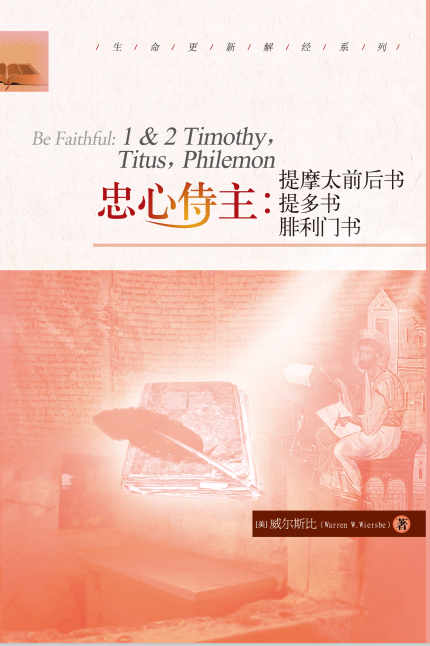 / 生 / 命 / 更 / 新 / 解 / 经 / 系 / 列 /
Be Faithful: 1 & 2 Timothy,
Titus, Philemon
忠心侍主:
提摩太前后书
提多书
腓利门书
[美] 威尔斯比 (Warren W.Wiersbe) 著